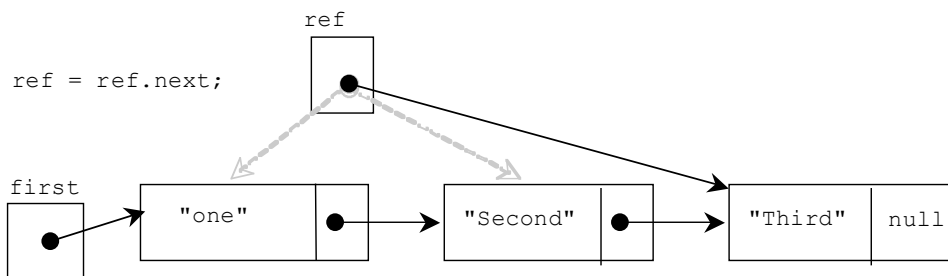 ref
ref = ref.next;
first
"one"
"Second"
"Third"
null